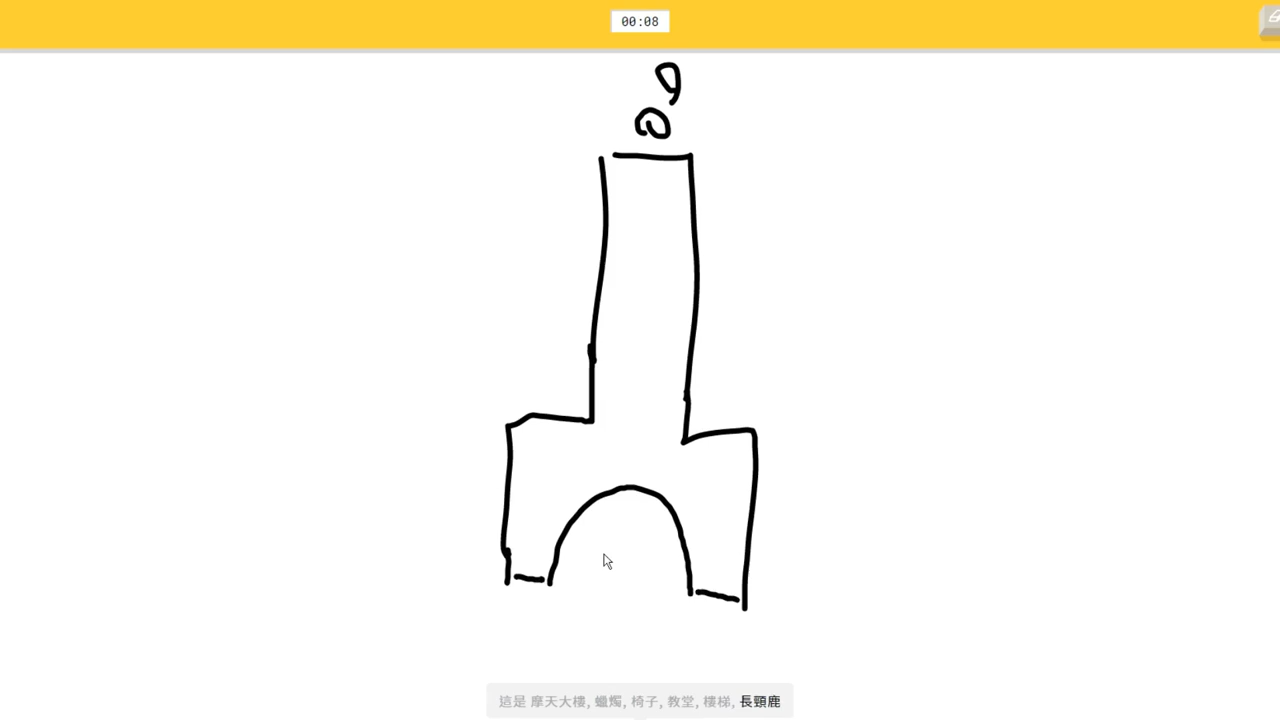 00:08
這是 摩天大樓, 蠟燭, 椅子, 教堂, 樓梯, 長頸鹿